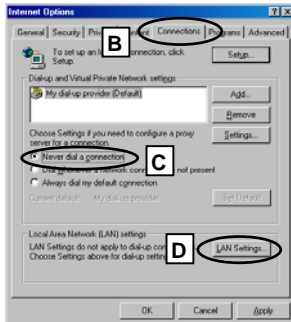 Internet Options
General Security Connections Programs Advanced
B
To set up an connection, click
Setup.
Setup...
Dial-up and Virtual Private Network settings
My dial-up provider (Default)
Add...
Remove
Choose Settings if you need to configure a proxy
server for a connection.
Settings...
Never dial a connection
C
not present
Always dial my default connection
Current default: My dial-up provider
Set Default
Local Area Network (LAN) settings
LAN Settings do not apply to dial-up
Choose Settings above for dial-up
D
LAN Settings...
OK Cancel Apply